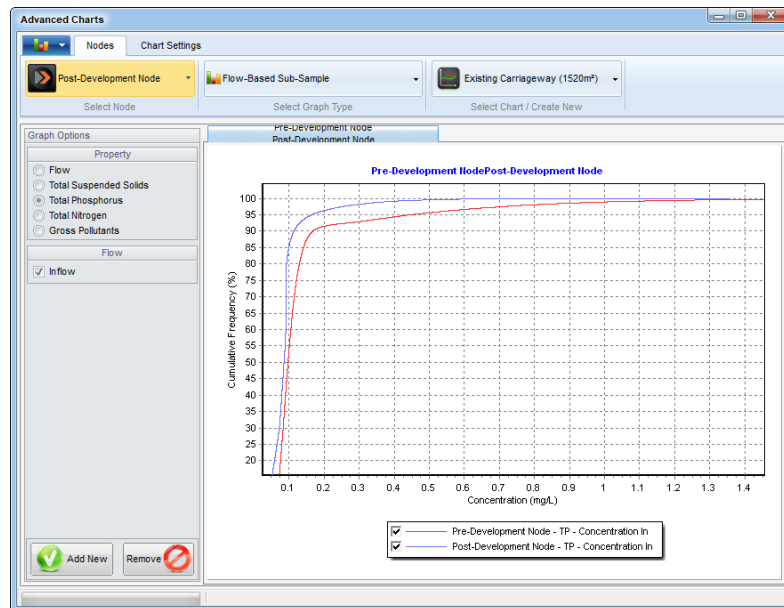 Advanced Charts
Nodes
Chart Settings
Post-Development Node
Flow-Based Sub-Sample
Existing Carriageway (1520m²)
Select Node
Select Graph Type
Select Chart / Create New
Graph Options
Property
Flow
Total Suspended Solids
Total Phosphorus
Total Nitrogen
Gross Pollutants
Flow
Inflow
Add New
Remove
Pre-Development Node
Post-Development Node
Pre-Development NodePost-Development Node
Cumulative Frequency (%)
100
95
90
85
80
75
70
65
60
55
50
45
40
35
30
25
20
0.1 0.2 0.3 0.4 0.5 0.6 0.7 0.8 0.9 1 1.1 1.2 1.3 1.4
Concentration (mg/L)
Pre-Development Node - TP - Concentration In
Post-Development Node - TP - Concentration In